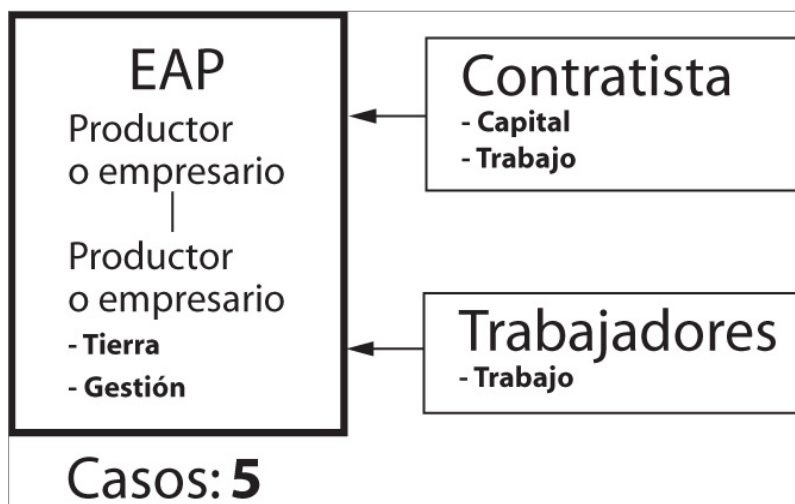 EAP
Productor
o empresario
Productor
o empresario
- Tierra
- Gestión
Contratista
- Capital
- Trabajo
Trabajadores
- Trabajo
Casos: 5